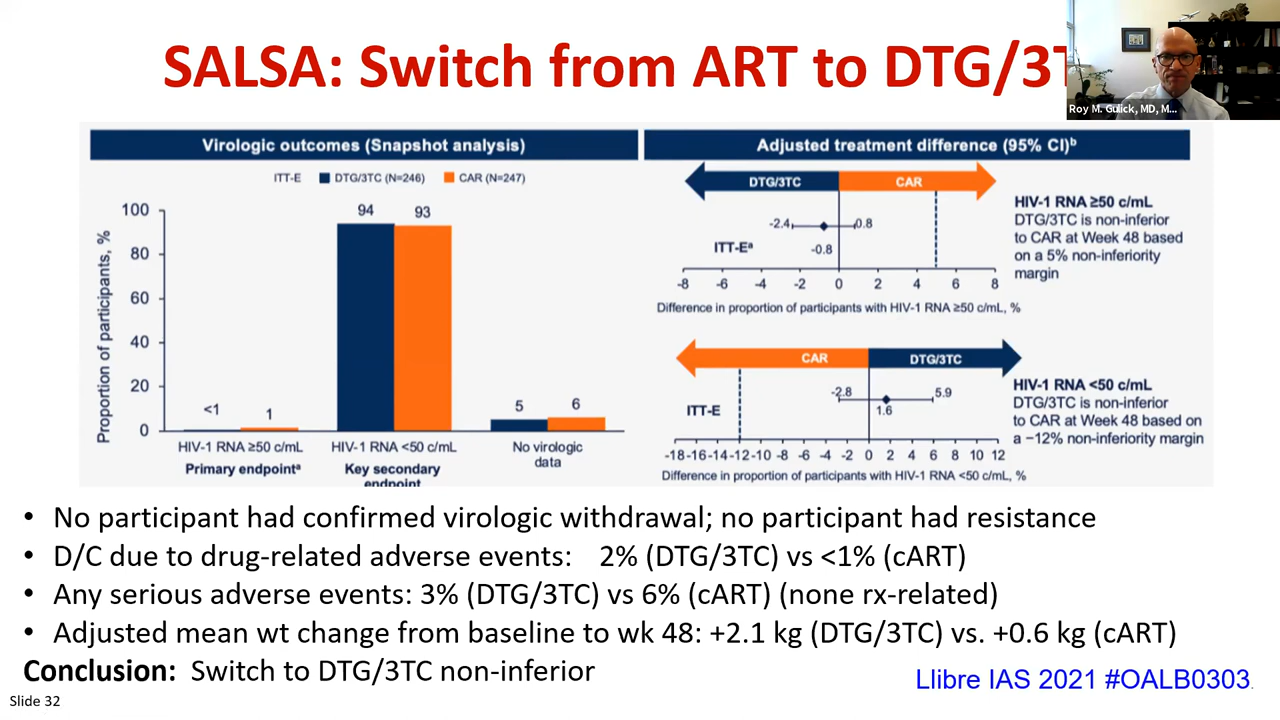 SALSA: Switch from ART to DTG/3T
Roy M. Gulick, MD, M...
Virologic outcomes (Snapshot analysis)
ITT-E DTG/3TC (N=246) CAR (N=247)
Proportion of participants, %
100
80
60
40
20
0
<1
1
94
93
5
6
HIV-1 RNA ≥50 c/mL
Primary endpointᵃ
HIV-1 RNA <50 c/mL
Key secondary
endpoint
No virologic
data
Adjusted treatment difference (95% CI)ᵇ
DTG/3TC CAR
-2.4 0.8
ITT-Eᵃ -0.8
-8 -6 -4 -2 0 2 4 6 8
Difference in proportion of participants with HIV-1 RNA ≥50 c/mL, %
HIV-1 RNA ≥50 c/mL
DTG/3TC is non-inferior
to CAR at Week 48 based
on a 5% non-inferiority
margin
CAR DTG/3TC
-2.8 5.9
ITT-E 1.6
-18-16-14-12-10 -8 -6 -4 -2 0 2 4 6 8 10 12
Difference in proportion of participants with HIV-1 RNA <50 c/mL, %
HIV-1 RNA <50 c/mL
DTG/3TC is non-inferior
to CAR at Week 48 based on
a −12% non-inferiority margin
• No participant had confirmed virologic withdrawal; no participant had resistance
• D/C due to drug-related adverse events: 2% (DTG/3TC) vs <1% (cART)
• Any serious adverse events: 3% (DTG/3TC) vs 6% (cART) (none rx-related)
• Adjusted mean wt change from baseline to wk 48: +2.1 kg (DTG/3TC) vs. +0.6 kg (cART)
Conclusion: Switch to DTG/3TC non-inferior
Llibre IAS 2021 #OALB0303.
Slide 32